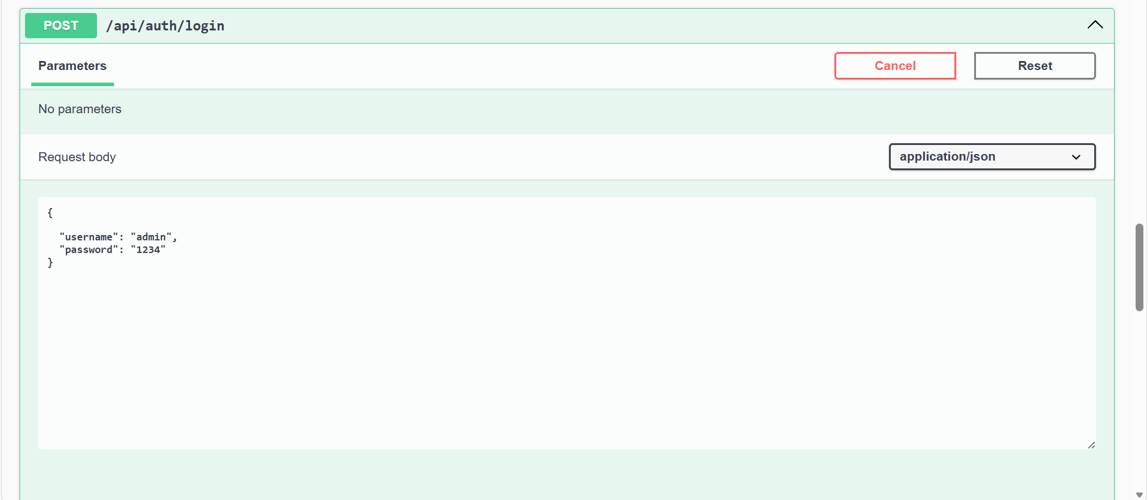 POST /api/auth/login
Parameters Cancel Reset
No parameters
Request body application/json
{
"username": "admin",
"password": "1234"
}